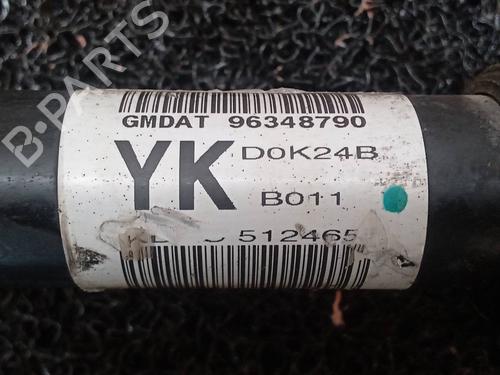 B-PARTS
GMDAT 96348790
YK D0K24B
B011
512465